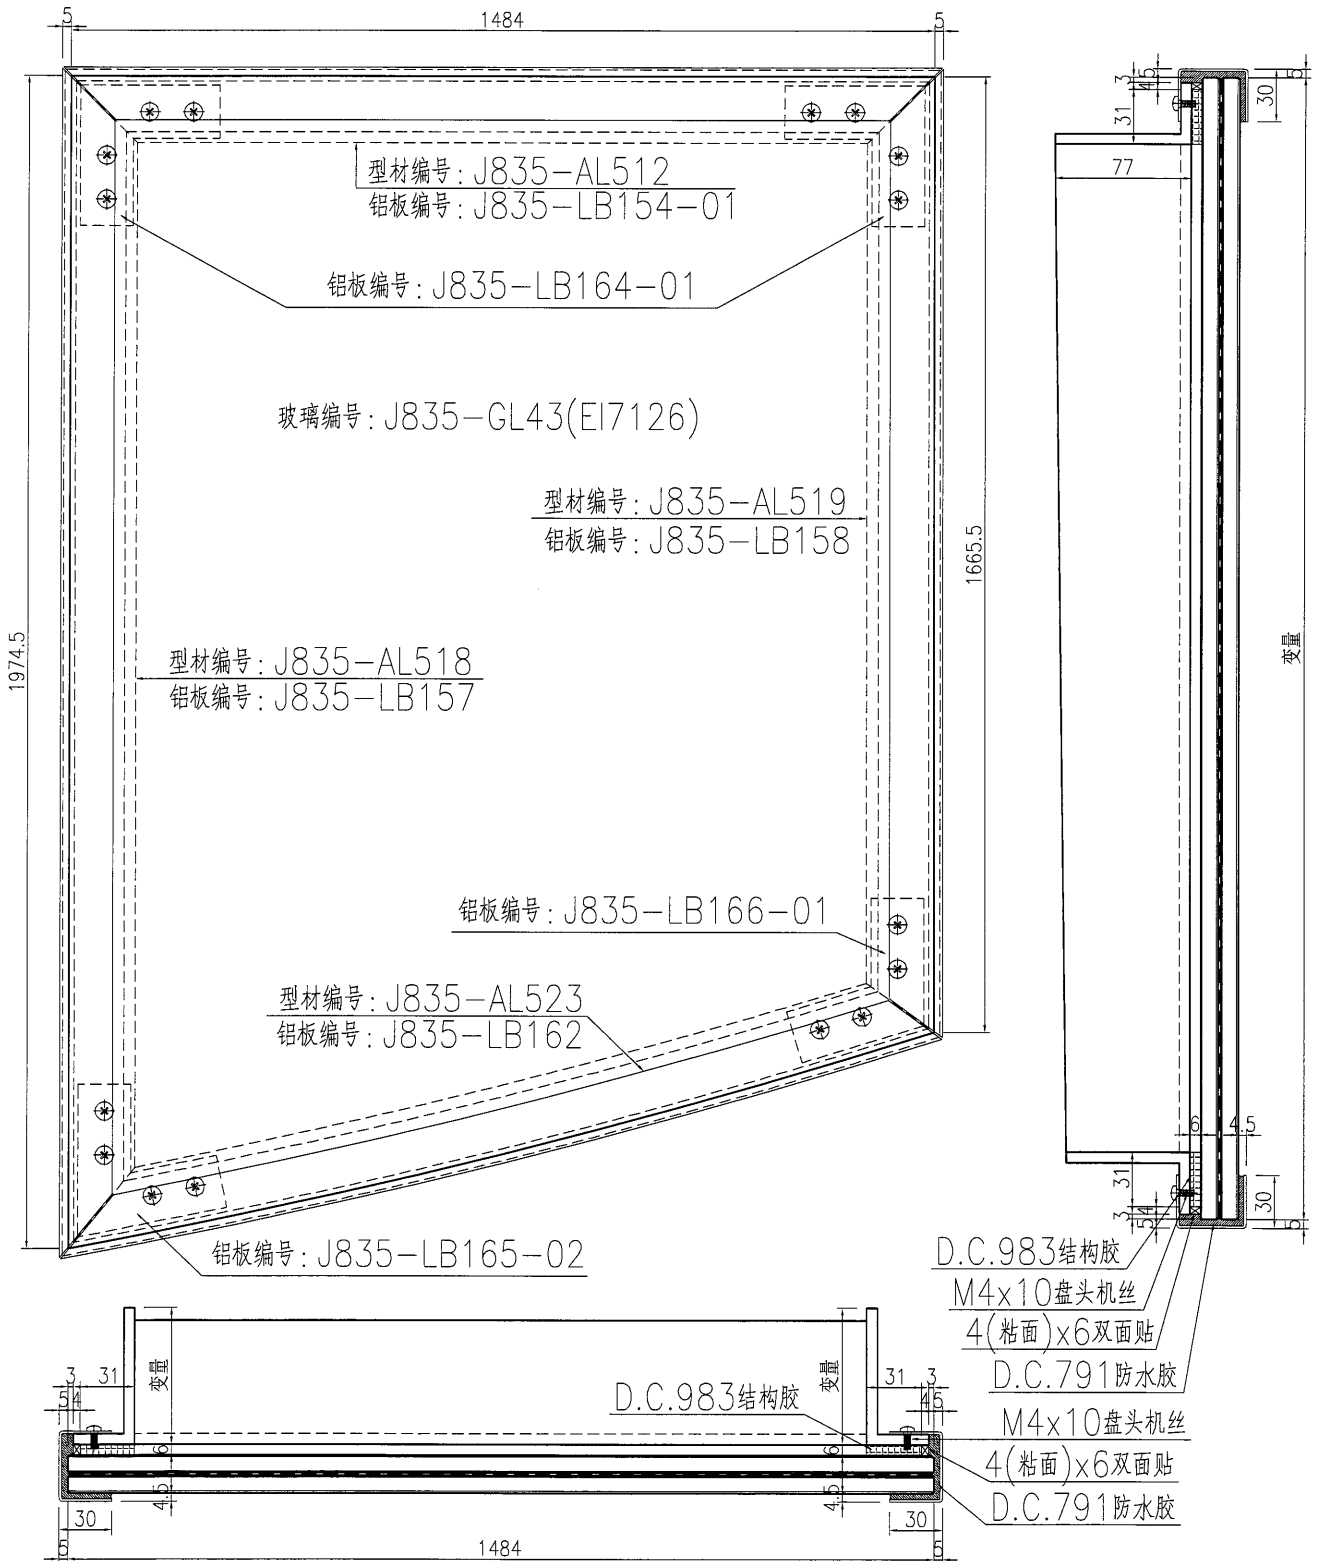 5
1484
5
型材编号: J835-AL512
铝板编号: J835-LB154-01
铝板编号: J835-LB164-01
玻璃编号: J835-GL43(EI7126)
型材编号: J835-AL519
铝板编号: J835-LB158
1974.5
1665.5
型材编号: J835-AL518
铝板编号: J835-LB157
铝板编号: J835-LB166-01
型材编号: J835-AL523
铝板编号: J835-LB162
铝板编号: J835-LB165-02
3
5
4
31
77
30
5
变量
6
4.5
31
3
4
5
30
5
D.C.983结构胶
M4x10盘头机丝
4(粘面)x6双面贴
D.C.791防水胶
3
31
5
4
变量
变量
31
3
4
5
D.C.983结构胶
M4x10盘头机丝
4(粘面)x6双面贴
D.C.791防水胶
6
6
4.5
4.5
30
30
5
1484
5